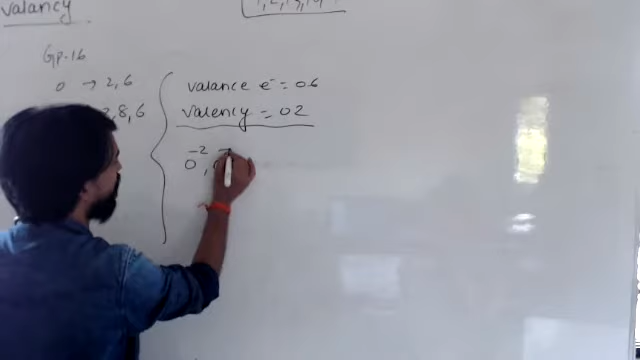 valancy
Gp-16
O → 2,6
2,8,6
valance e⁻ = 06
valency = 02
O⁻²,